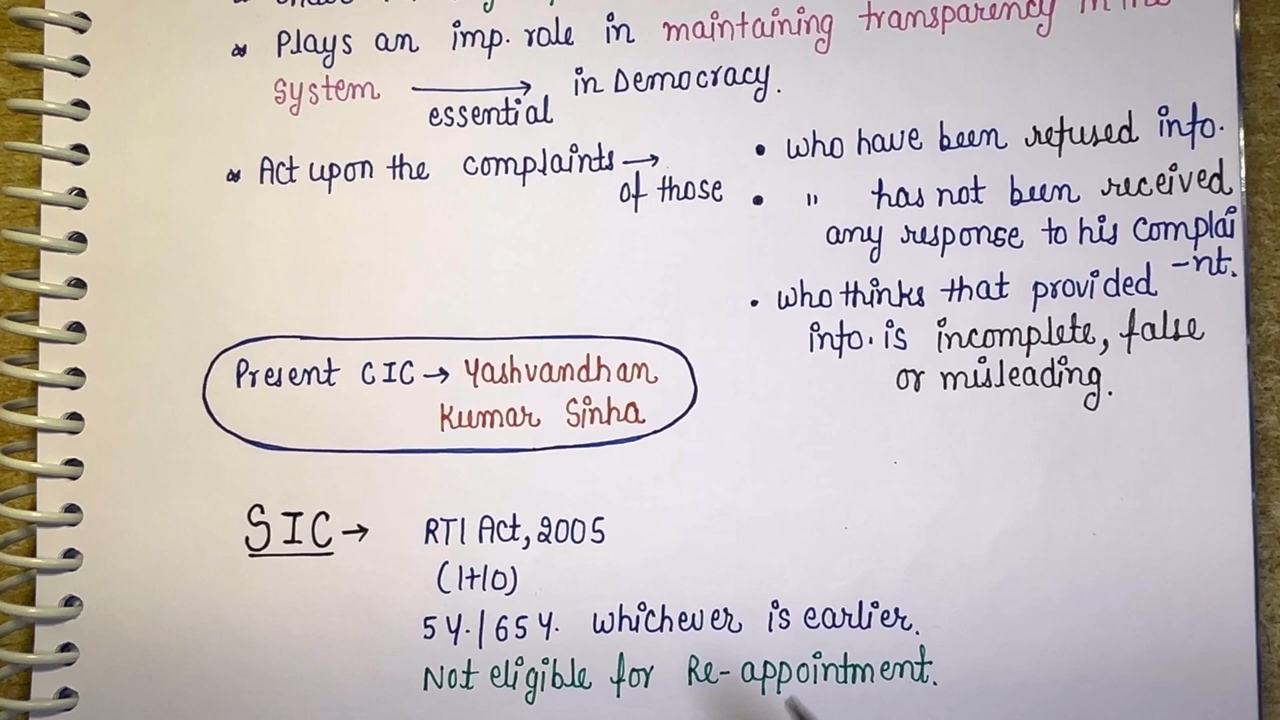 * Plays an imp. role in maintaining transparency in the
system ⟶ in Democracy.
essential
* Act upon the complaints → of those
• who have been refused info.
• " has not been received
any response to his complai
-nt.
• who thinks that provided
info. is incomplete, false
or misleading.
Present CIC → Yashvandhan
Kumar Sinha
SIC → RTI Act, 2005
(1+10)
5 Y. / 65 Y. whichever is earlier.
Not eligible for Re-appointment.